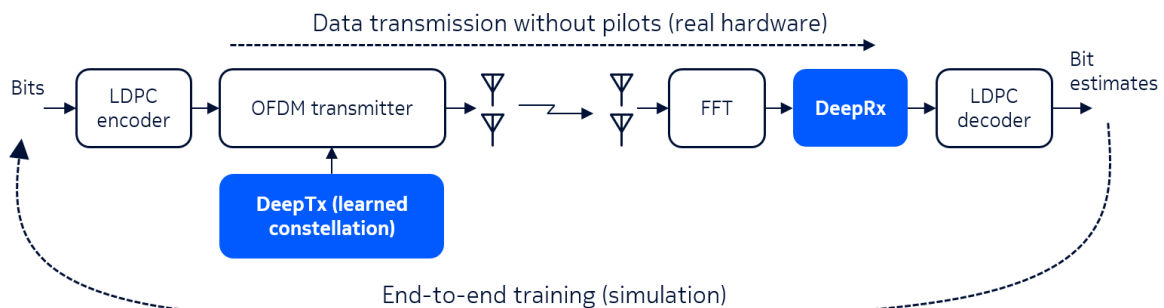 Data transmission without pilots (real hardware)
Bits
LDPC
encoder
OFDM transmitter
FFT
DeepRx
LDPC
decoder
Bit
estimates
DeepTx (learned
constellation)
End-to-end training (simulation)